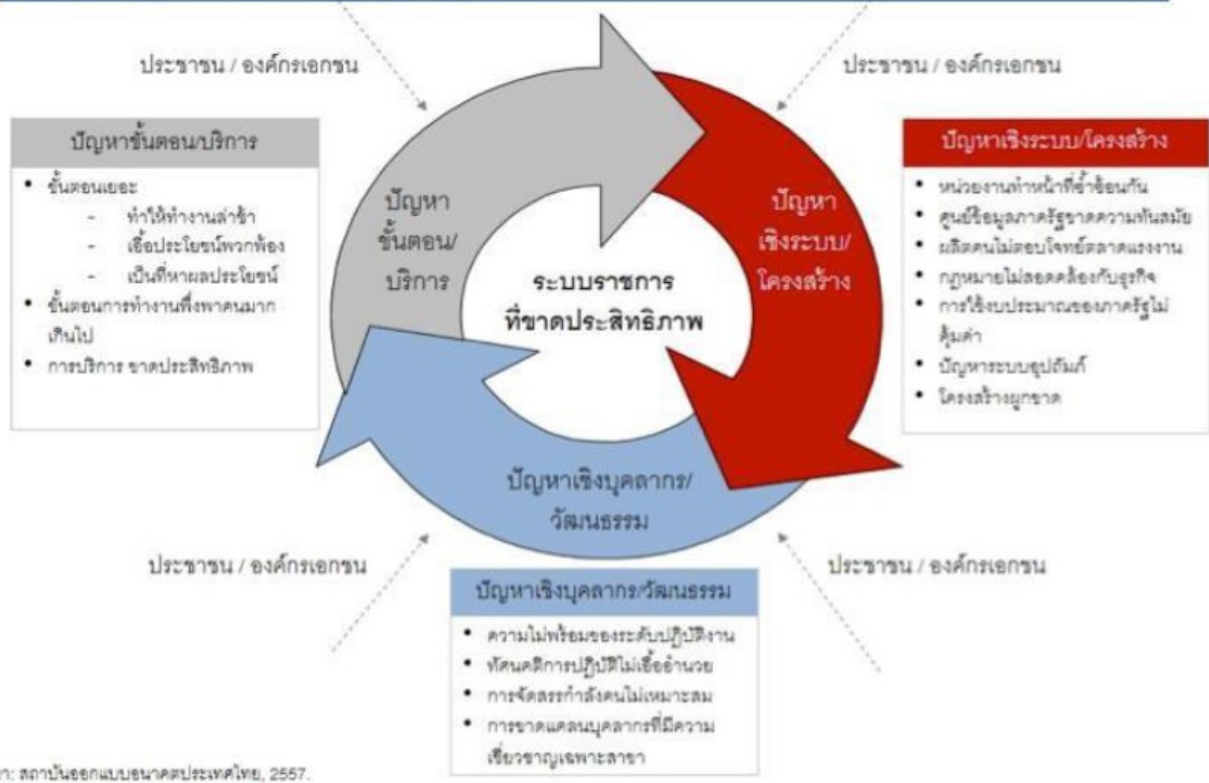 ประชาชน / องค์กรเอกชน
ประชาชน / องค์กรเอกชน
ปัญหาขั้นตอน/บริการ
• ขั้นตอนเยอะ
- ทำให้ทำงานล่าช้า
- เอื้อประโยชน์พวกพ้อง
- เป็นที่หาผลประโยชน์
• ขั้นตอนการทำงานพึ่งพาคนมาก
เกินไป
• การบริการ ขาดประสิทธิภาพ
ปัญหา
ขั้นตอน/
บริการ
ระบบราชการ
ที่ขาดประสิทธิภาพ
ปัญหา
เชิงระบบ/
โครงสร้าง
ปัญหาเชิงระบบ/โครงสร้าง
• หน่วยงานทำหน้าที่ซ้ำซ้อนกัน
• ศูนย์ข้อมูลภาครัฐขาดความทันสมัย
• ผลิตคนไม่ตอบโจทย์ตลาดแรงงาน
• กฎหมายไม่สอดคล้องกับธุรกิจ
• การใช้งบประมาณของภาครัฐไม่
คุ้มค่า
• ปัญหาระบบอุปถัมภ์
• โครงสร้างผูกขาด
ปัญหาเชิงบุคลากร/
วัฒนธรรม
ประชาชน / องค์กรเอกชน
ประชาชน / องค์กรเอกชน
ปัญหาเชิงบุคลากร/วัฒนธรรม
• ความไม่พร้อมของระดับปฏิบัติงาน
• ทัศนคติการปฏิบัติไม่เอื้ออำนวย
• การจัดสรรกำลังคนไม่เหมาะสม
• การขาดแคลนบุคลากรที่มีความ
เชี่ยวชาญเฉพาะสาขา
า: สถาบันออกแบบอนาคตประเทศไทย, 2557.